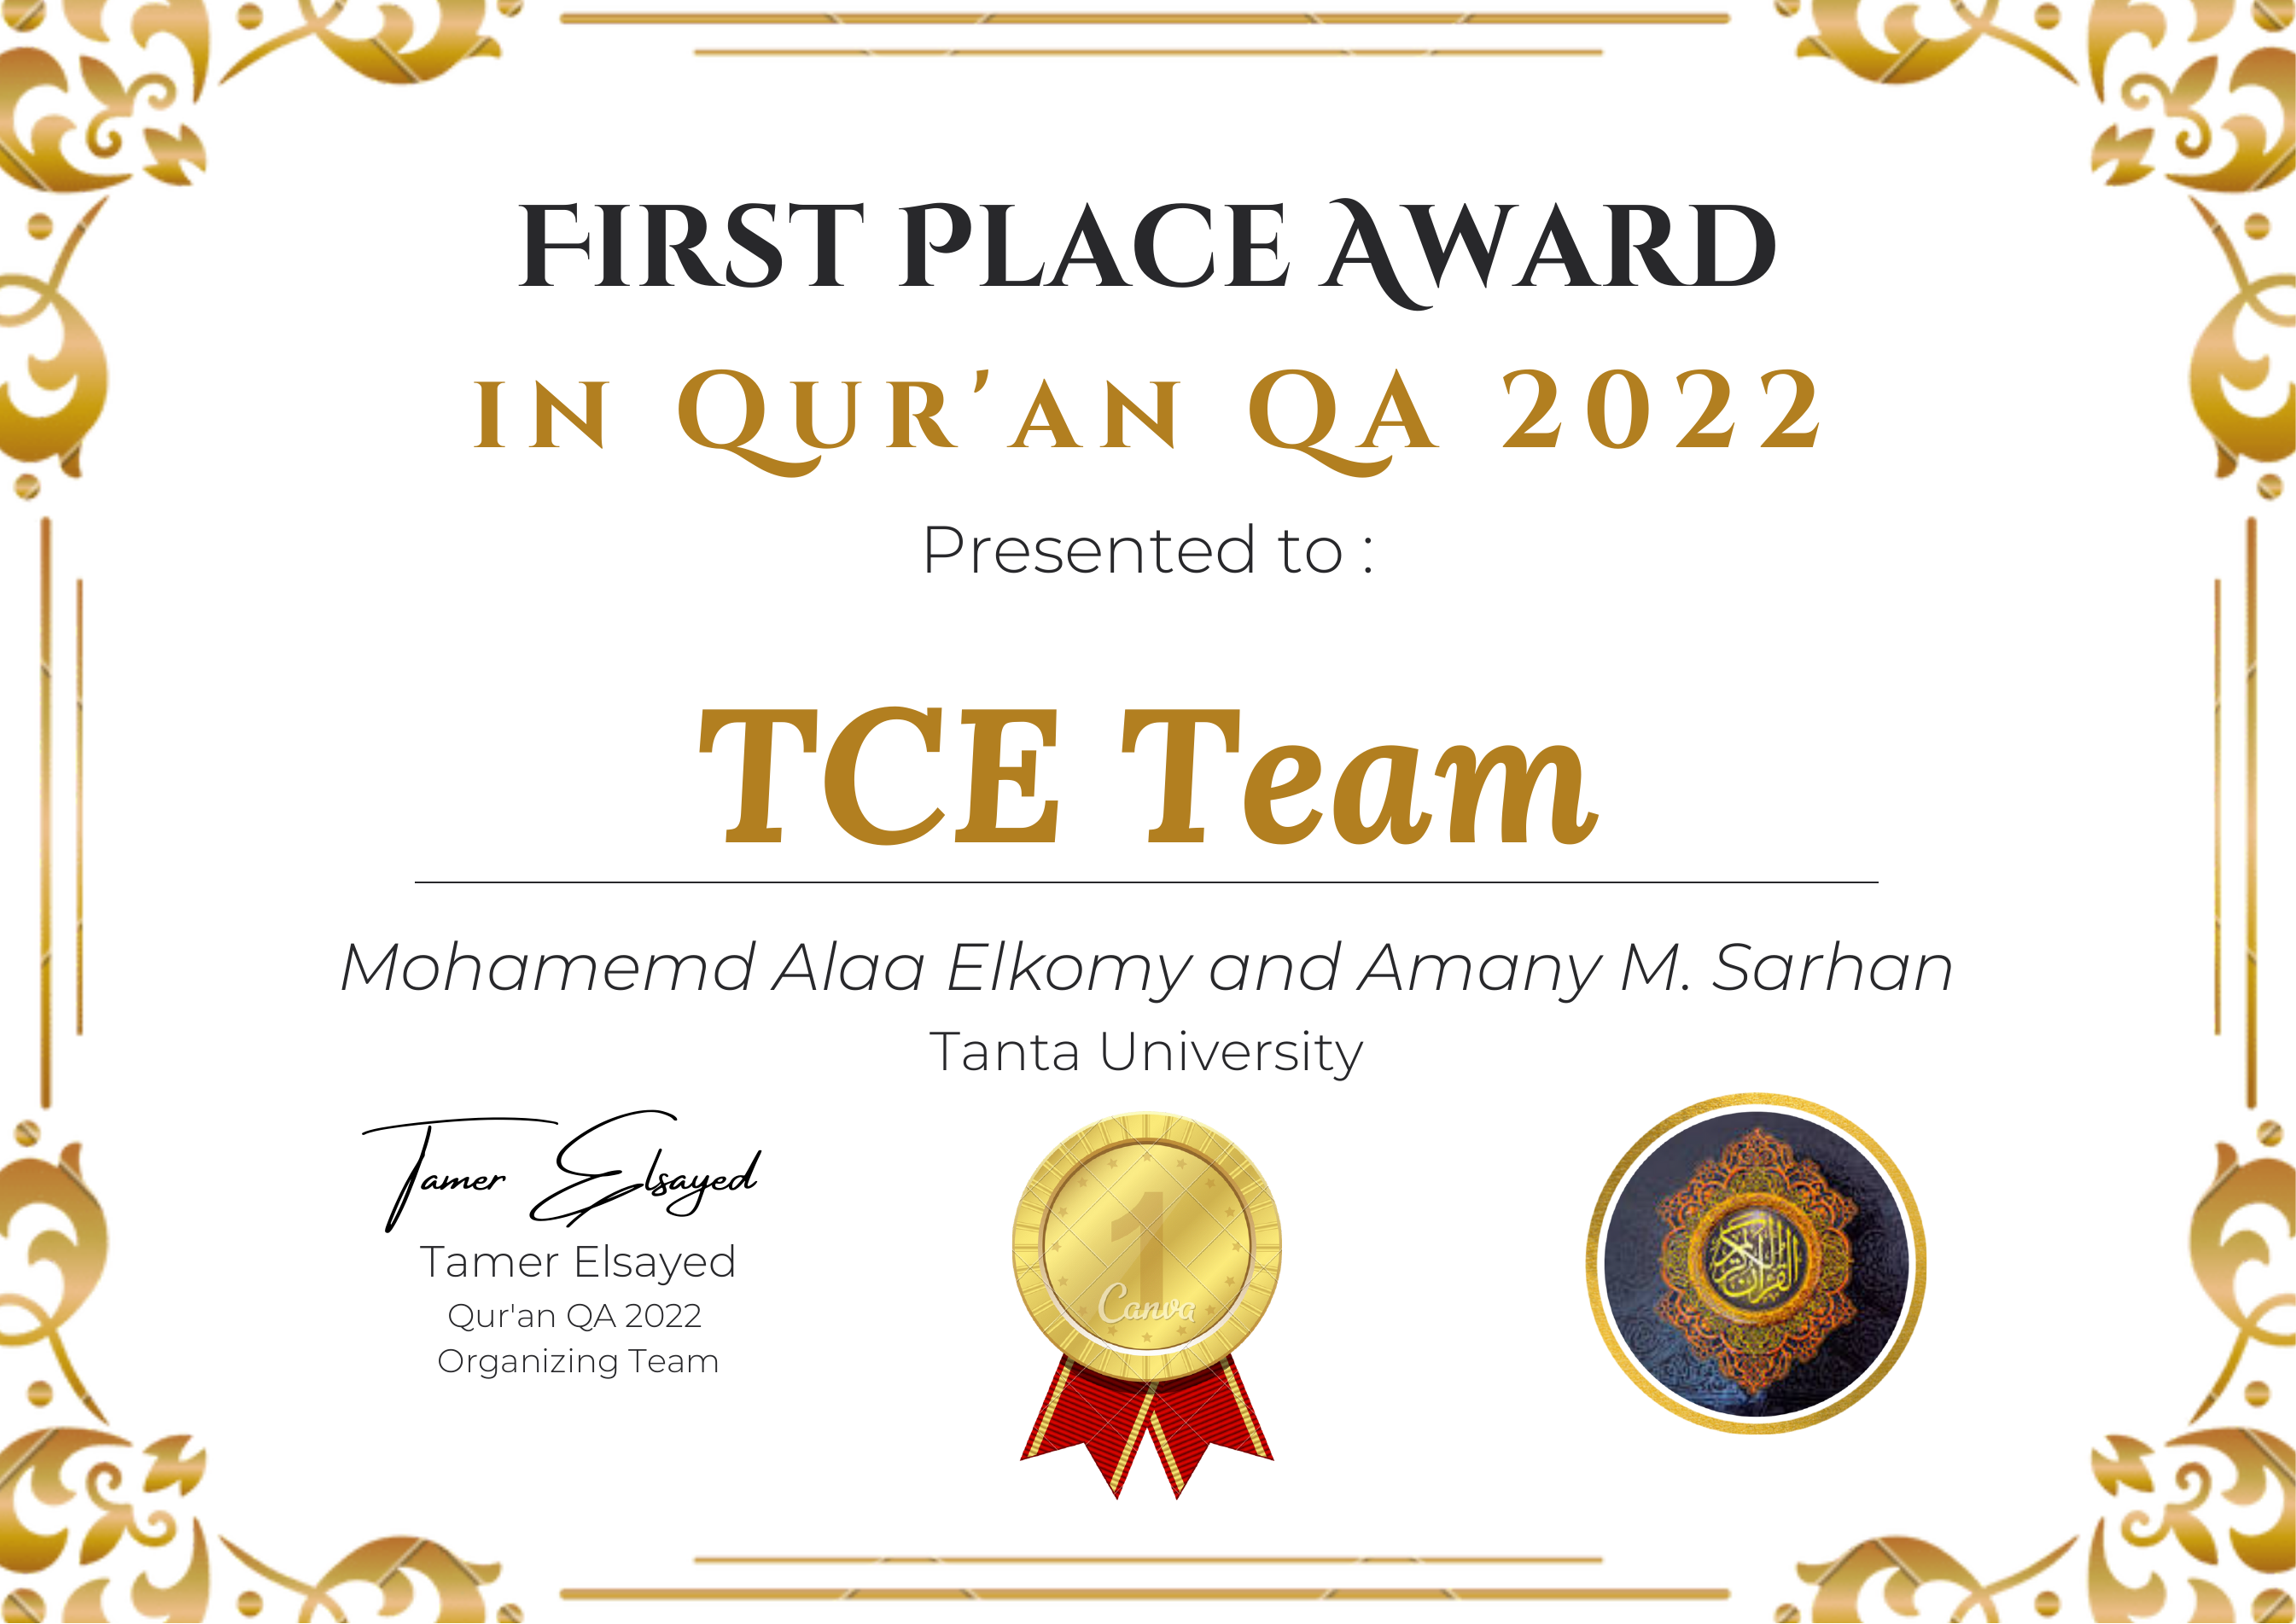 First Place Award
in Qur'an QA 2022
Presented to :
TCE Team
Mohamemd Alaa Elkomy and Amany M. Sarhan
Tanta University
Tamer Elsayed
Tamer Elsayed
Qur'an QA 2022
Organizing Team
1
Canva
القرآن الكريم